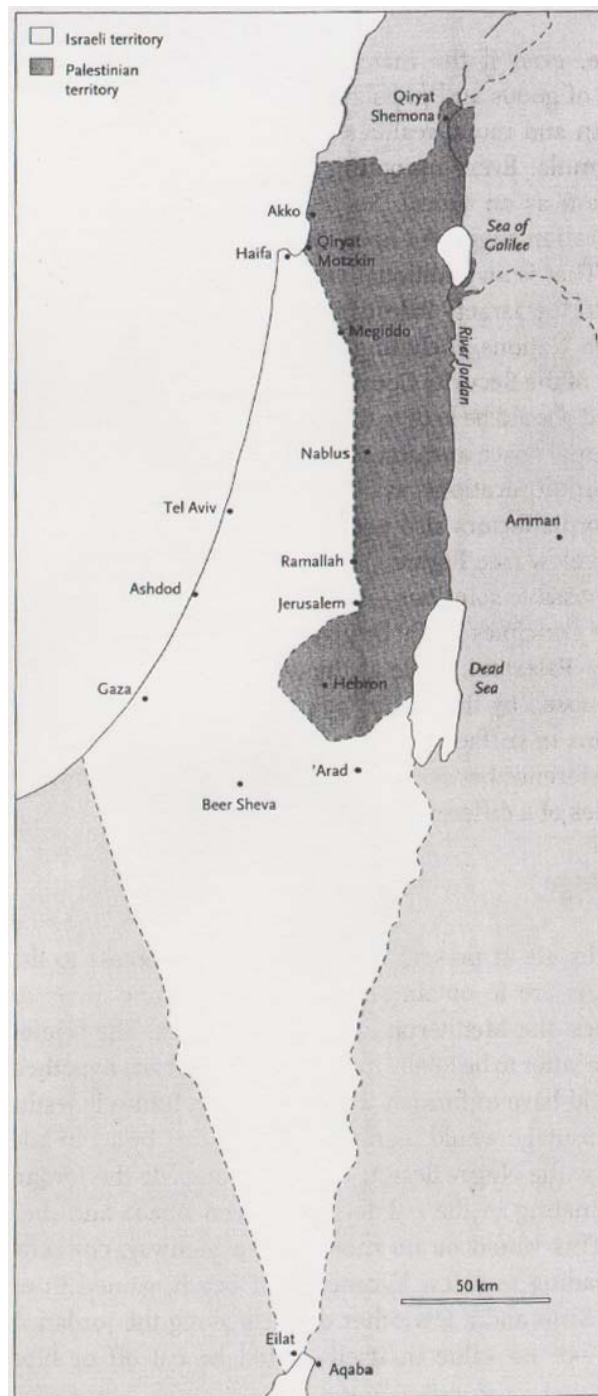 Israeli territory
Palestinian
territory
Qiryat
Shemona
Akko
Sea of
Galilee
Haifa
Qiryat
Motzkin
Megiddo
River Jordan
Nablus
Tel Aviv
Amman
Ramallah
Ashdod
Jerusalem
Hebron
Dead
Sea
Gaza
'Arad
Beer Sheva
50 km
Eilat
Aqaba